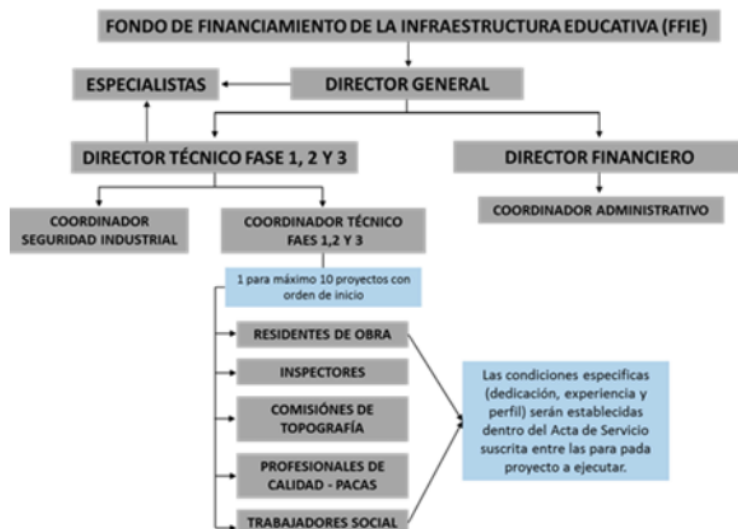 FONDO DE FINANCIAMIENTO DE LA INFRAESTRUCTURA EDUCATIVA (FFIE)
ESPECIALISTAS
DIRECTOR GENERAL
DIRECTOR TÉCNICO FASE 1, 2 Y 3
DIRECTOR FINANCIERO
COORDINADOR
SEGURIDAD INDUSTRIAL
COORDINADOR TÉCNICO
FAES 1,2 Y 3
COORDINADOR ADMINISTRATIVO
1 para máximo 10 proyectos con
orden de inicio
RESIDENTES DE OBRA
INSPECTORES
COMISIÓNES DE
TOPOGRAFÍA
PROFESIONALES DE
CALIDAD - PACAS
TRABAJADORES SOCIAL
Las condiciones especificas
(dedicación, experiencia y
perfil) serán establecidas
dentro del Acta de Servicio
suscrita entre las para pada
proyecto a ejecutar.